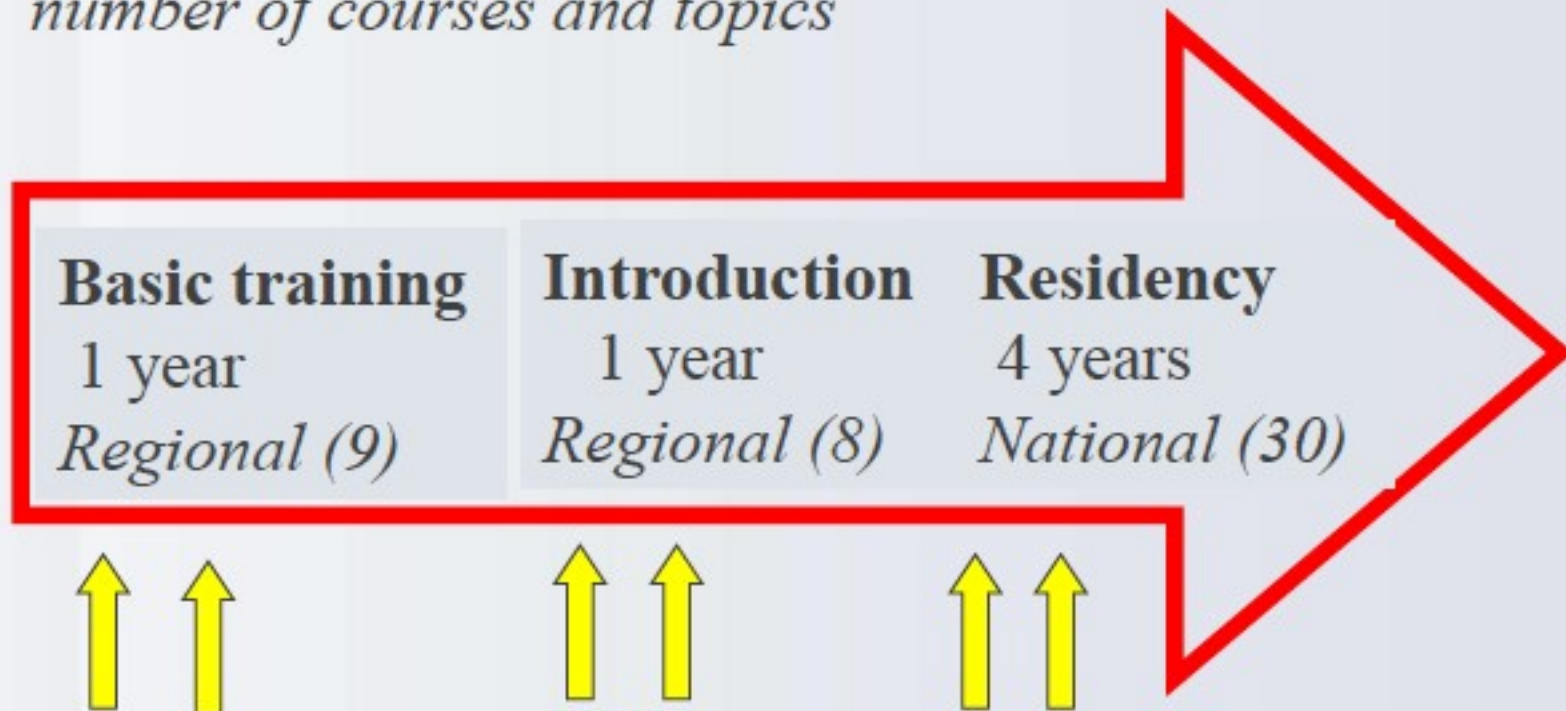 number of courses and topics
Basic training
1 year
Regional (9)
Introduction
1 year
Regional (8)
Residency
4 years
National (30)